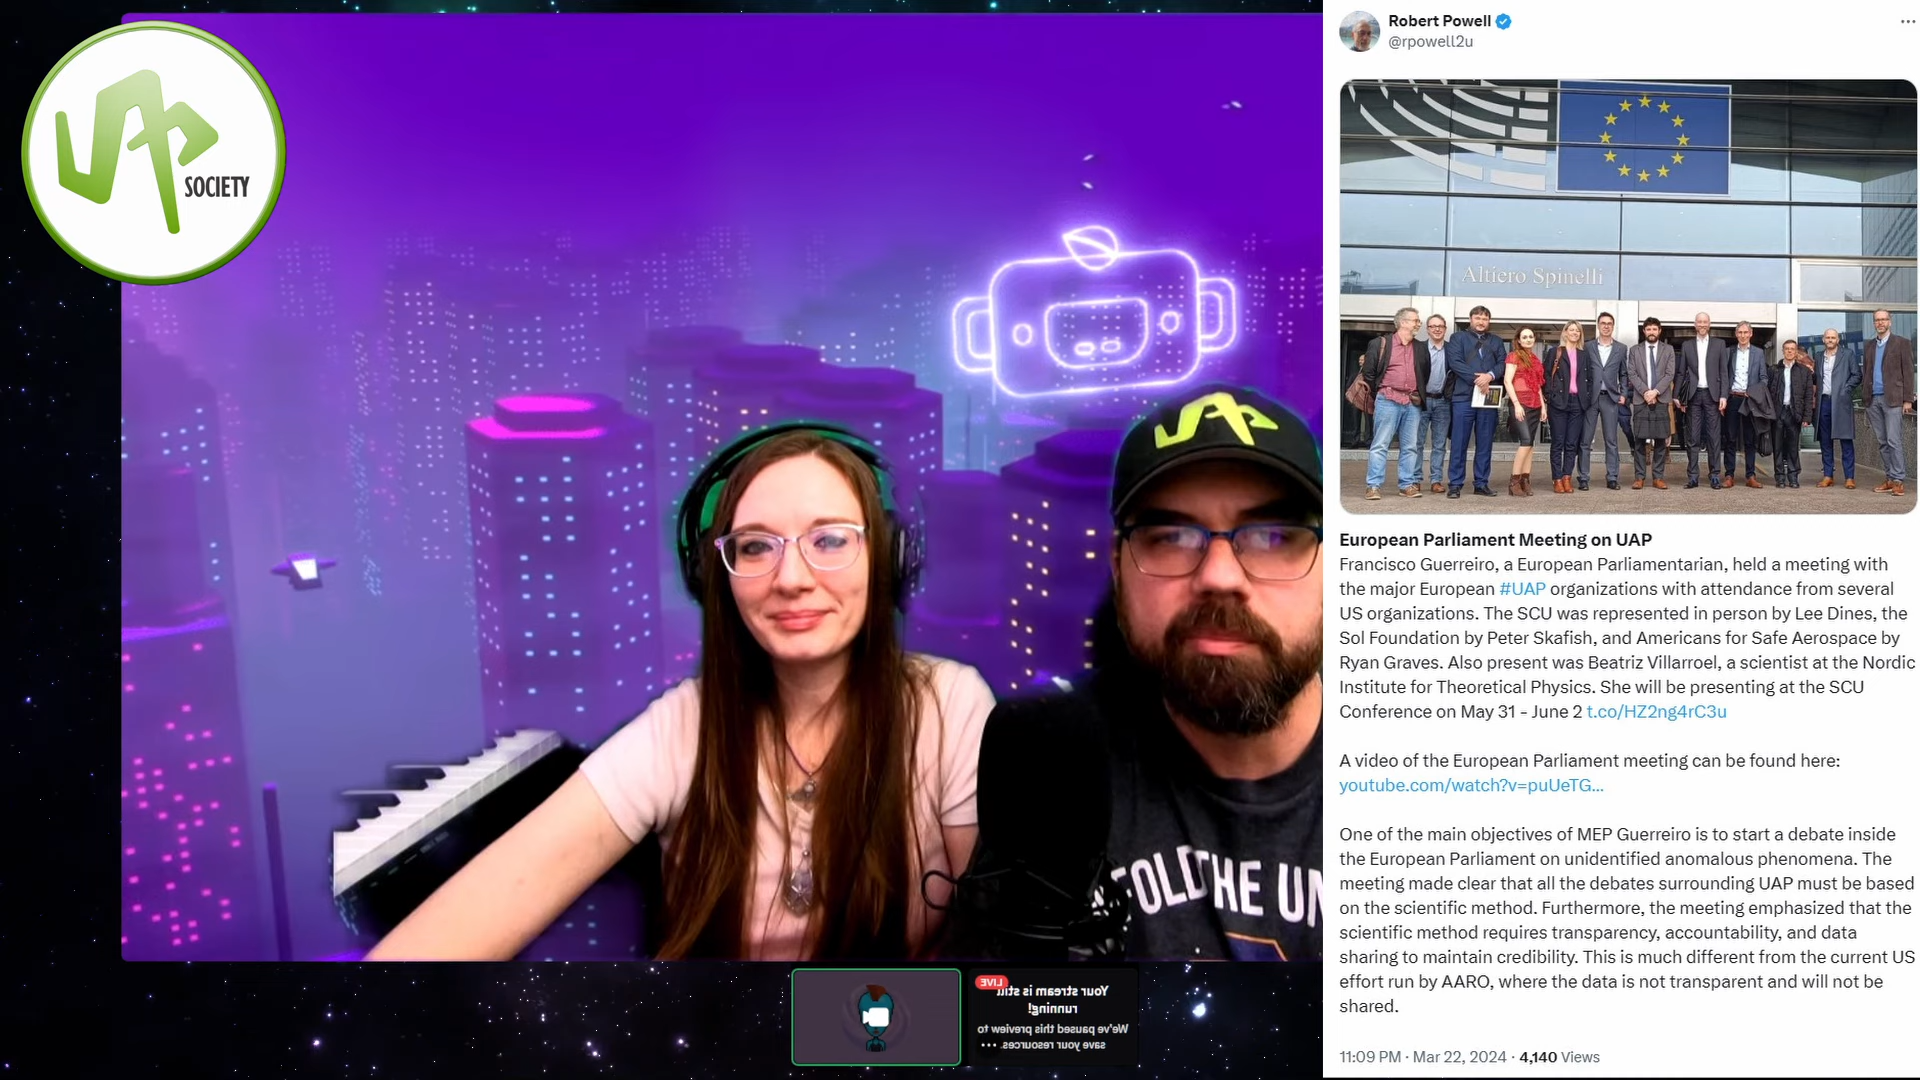 UAP
SOCIETY
UAP
FOLD THE UN
LIVE
Your stream is still
running!
We've paused this preview to
save your resources. •••
Robert Powell
@rpowell2u
Altiero Spinelli
European Parliament Meeting on UAP
Francisco Guerreiro, a European Parliamentarian, held a meeting with
the major European #UAP organizations with attendance from several
US organizations. The SCU was represented in person by Lee Dines, the
Sol Foundation by Peter Skafish, and Americans for Safe Aerospace by
Ryan Graves. Also present was Beatriz Villarroel, a scientist at the Nordic
Institute for Theoretical Physics. She will be presenting at the SCU
Conference on May 31 - June 2 t.co/HZ2ng4rC3u
A video of the European Parliament meeting can be found here:
youtube.com/watch?v=puUeTG...
One of the main objectives of MEP Guerreiro is to start a debate inside
the European Parliament on unidentified anomalous phenomena. The
meeting made clear that all the debates surrounding UAP must be based
on the scientific method. Furthermore, the meeting emphasized that the
scientific method requires transparency, accountability, and data
sharing to maintain credibility. This is much different from the current US
effort run by AARO, where the data is not transparent and will not be
shared.
11:09 PM · Mar 22, 2024 · 4,140 Views